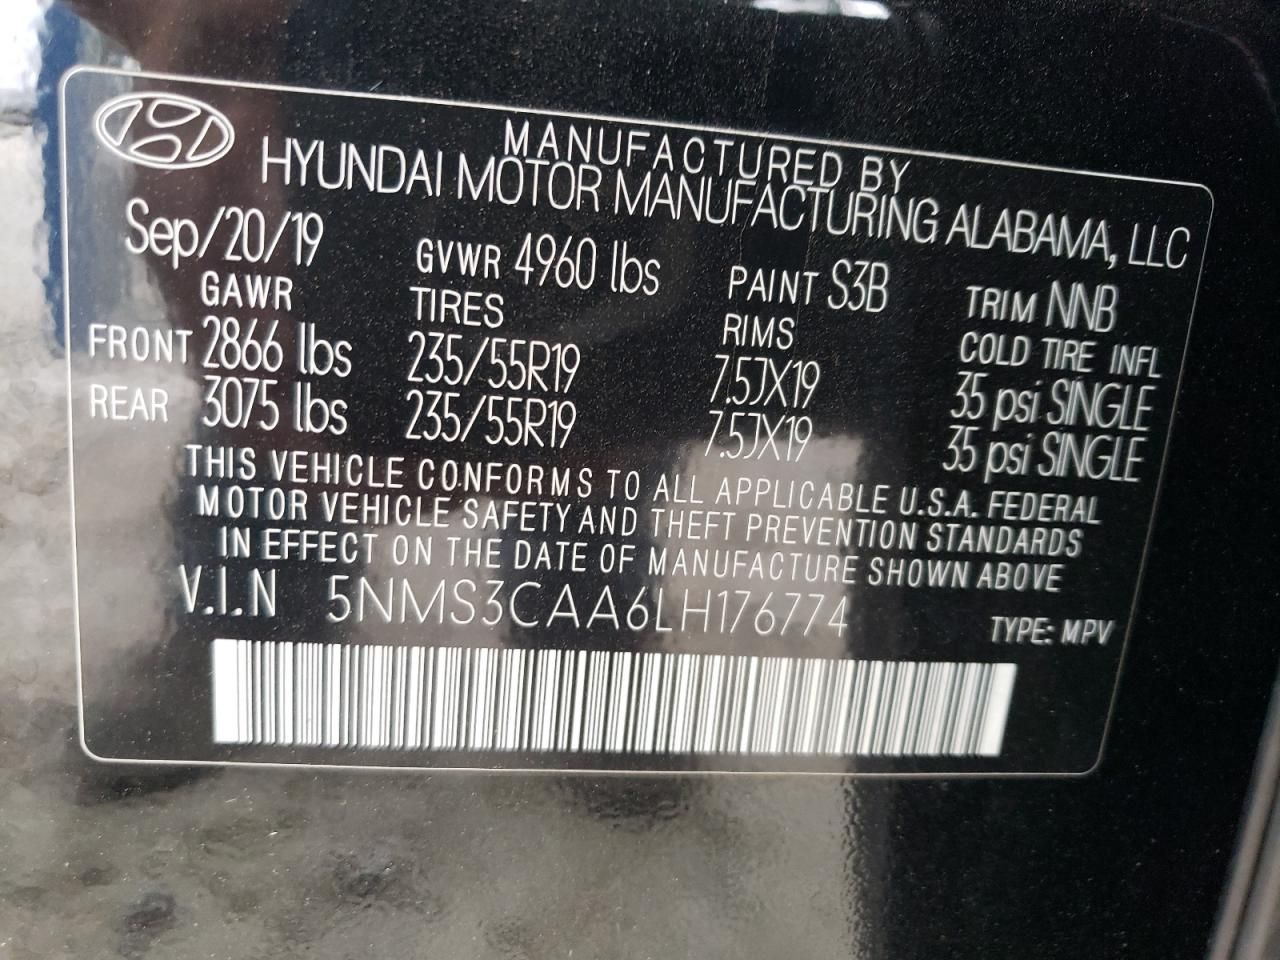 MANUFACTURED BY
HYUNDAI MOTOR MANUFACTURING ALABAMA, LLC
Sep/20/19 GVWR 4960 lbs PAINT S3B TRIM NNB
GAWR TIRES RIMS COLD TIRE INFL
FRONT 2866 lbs 235/55R19 7.5JX19 35 psi SINGLE
REAR 3075 lbs 235/55R19 7.5JX19 35 psi SINGLE
THIS VEHICLE CONFORMS TO ALL APPLICABLE U.S.A. FEDERAL
MOTOR VEHICLE SAFETY AND THEFT PREVENTION STANDARDS
IN EFFECT ON THE DATE OF MANUFACTURE SHOWN ABOVE
V.I.N 5NMS3CAA6LH176774 TYPE: MPV